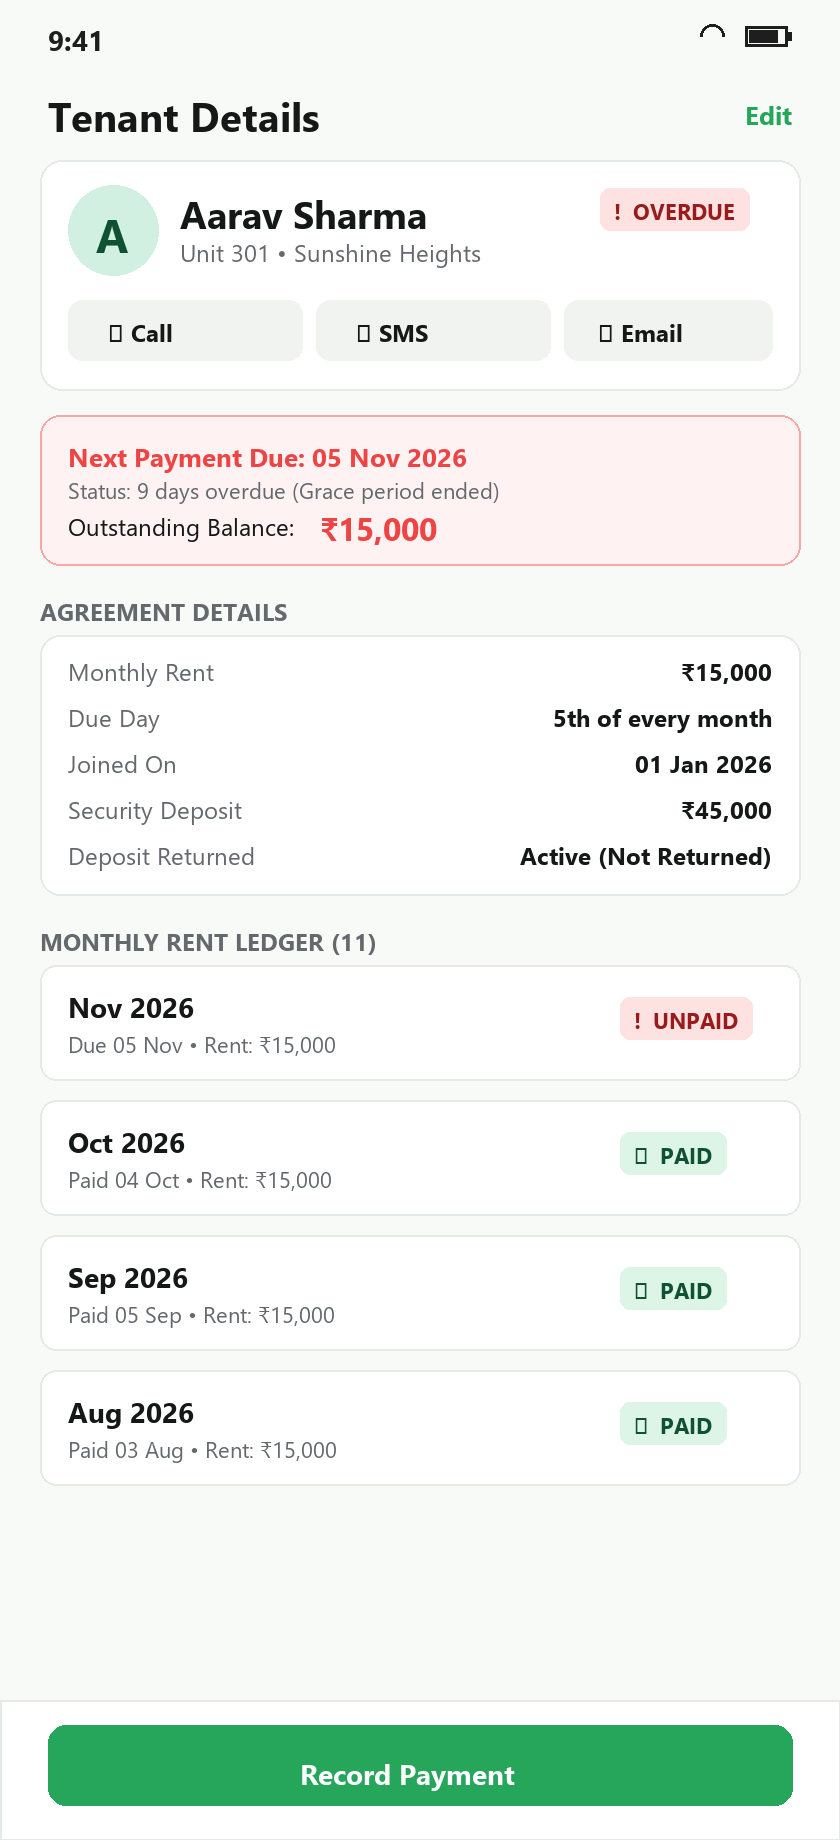 9:41
Tenant Details
Edit
A
Aarav Sharma
! OVERDUE
Unit 301 • Sunshine Heights
Call
SMS
Email
Next Payment Due: 05 Nov 2026
Status: 9 days overdue (Grace period ended)
Outstanding Balance: ₹15,000
AGREEMENT DETAILS
Monthly Rent ₹15,000
Due Day 5th of every month
Joined On 01 Jan 2026
Security Deposit ₹45,000
Deposit Returned Active (Not Returned)
MONTHLY RENT LEDGER (11)
Nov 2026
! UNPAID
Due 05 Nov • Rent: ₹15,000
Oct 2026
PAID
Paid 04 Oct • Rent: ₹15,000
Sep 2026
PAID
Paid 05 Sep • Rent: ₹15,000
Aug 2026
PAID
Paid 03 Aug • Rent: ₹15,000
Record Payment